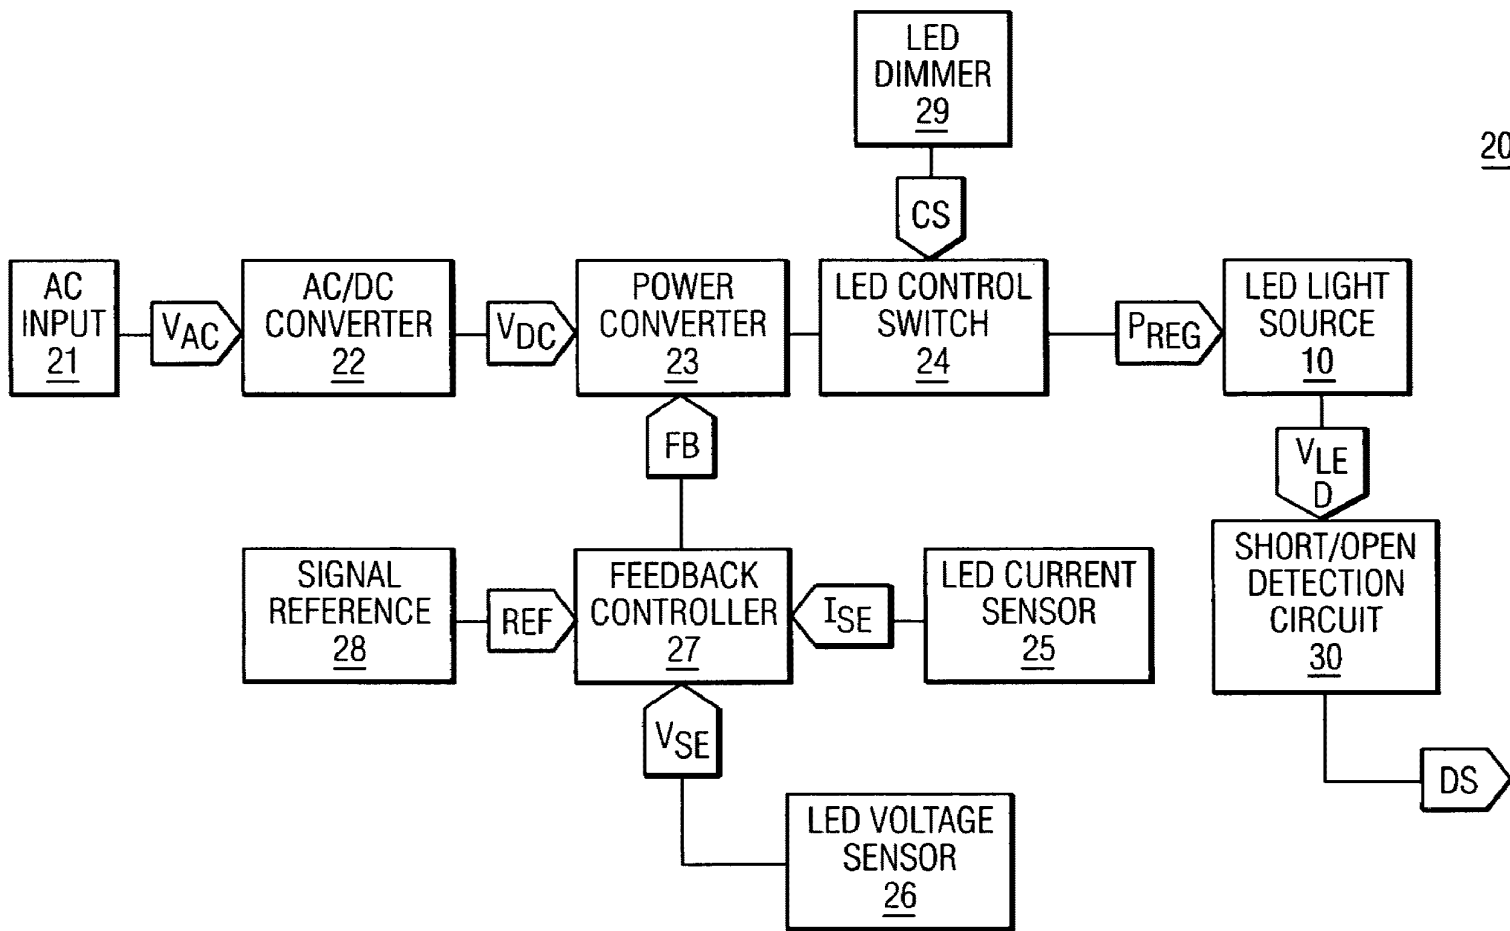 LED
DIMMER
29
20
CS
AC
INPUT
21
VAC
AC/DC
CONVERTER
22
VDC
POWER
CONVERTER
23
LED CONTROL
SWITCH
24
PREG
LED LIGHT
SOURCE
10
FB
VLE
D
SIGNAL
REFERENCE
28
REF
FEEDBACK
CONTROLLER
27
ISE
LED CURRENT
SENSOR
25
SHORT/OPEN
DETECTION
CIRCUIT
30
VSE
DS
LED VOLTAGE
SENSOR
26